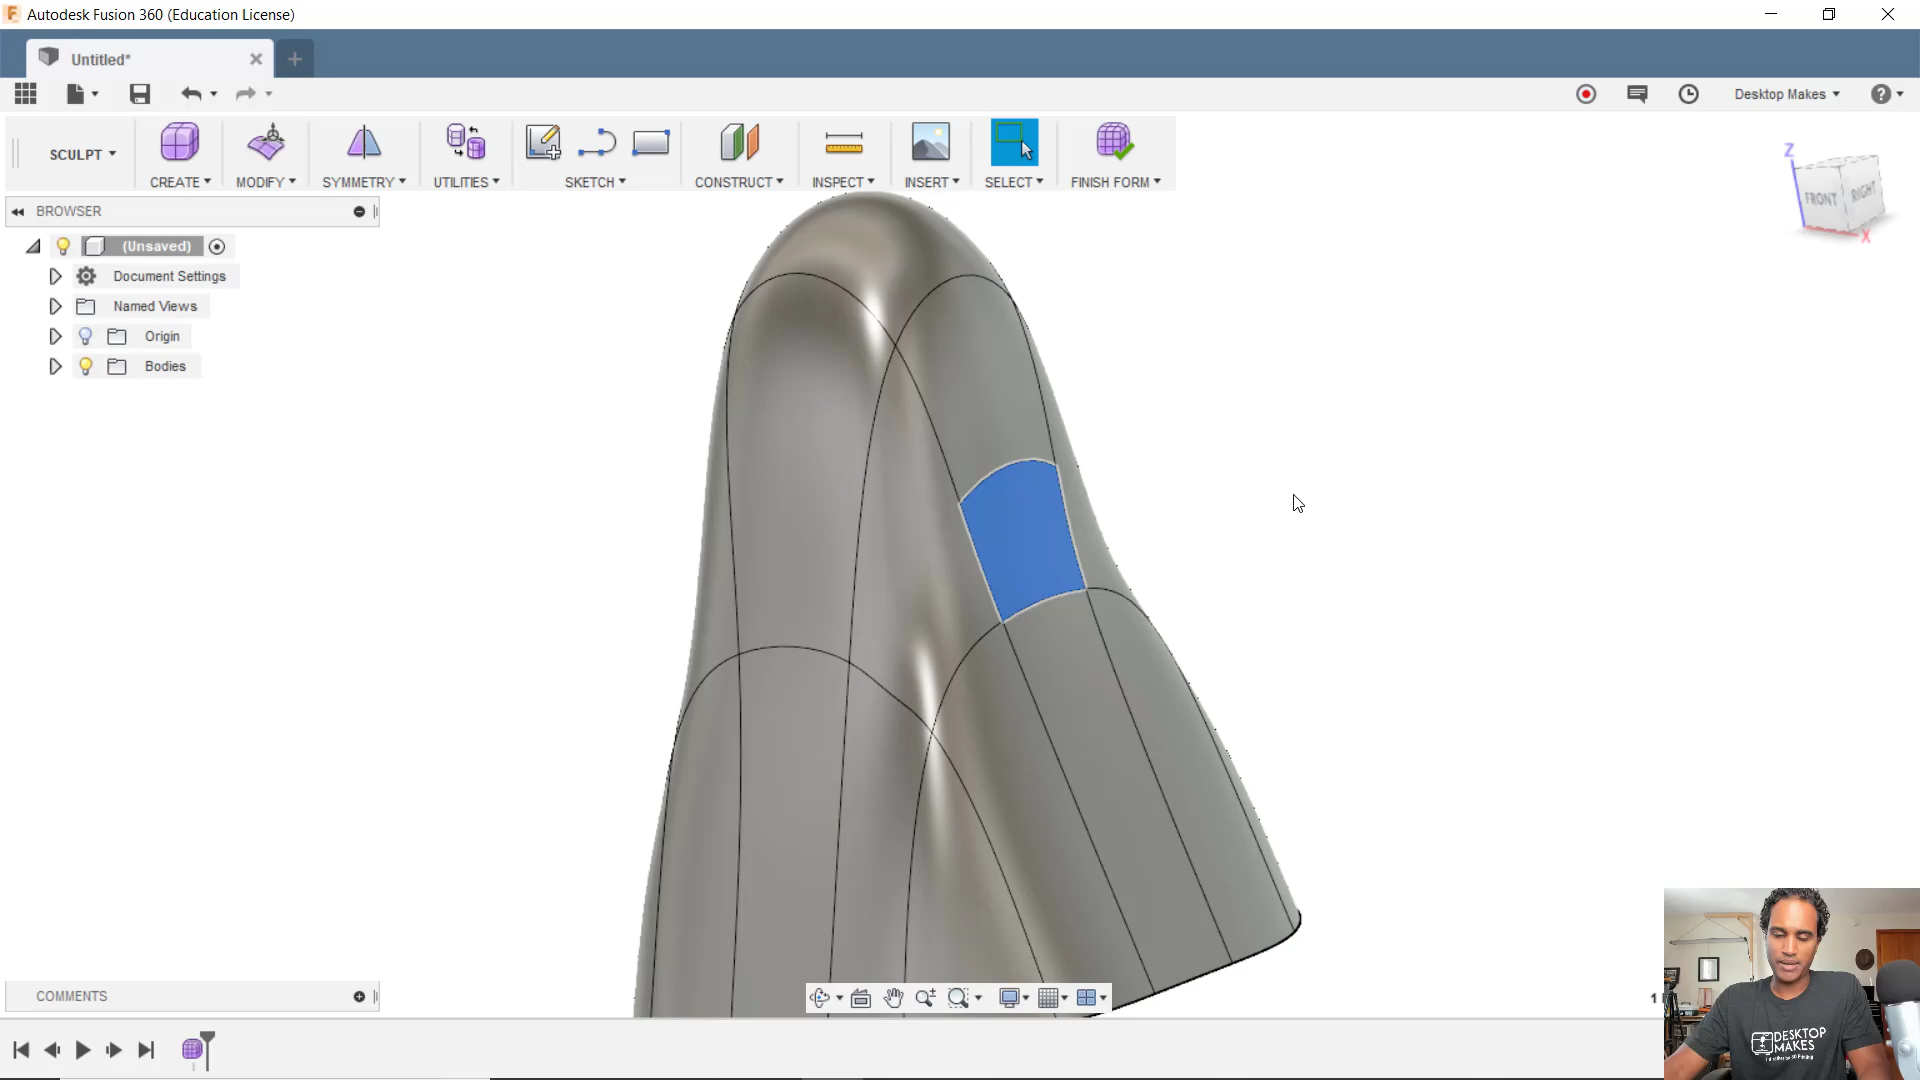 Autodesk Fusion 360 (Education License)
Untitled*
Desktop Makes
SCULPT
CREATE
MODIFY
SYMMETRY
UTILITIES
SKETCH
CONSTRUCT
INSPECT
INSERT
SELECT
FINISH FORM
BROWSER
(Unsaved)
Document Settings
Named Views
Origin
Bodies
Z
FRONT
RIGHT
X
COMMENTS
1
DESKTOP
MAKES